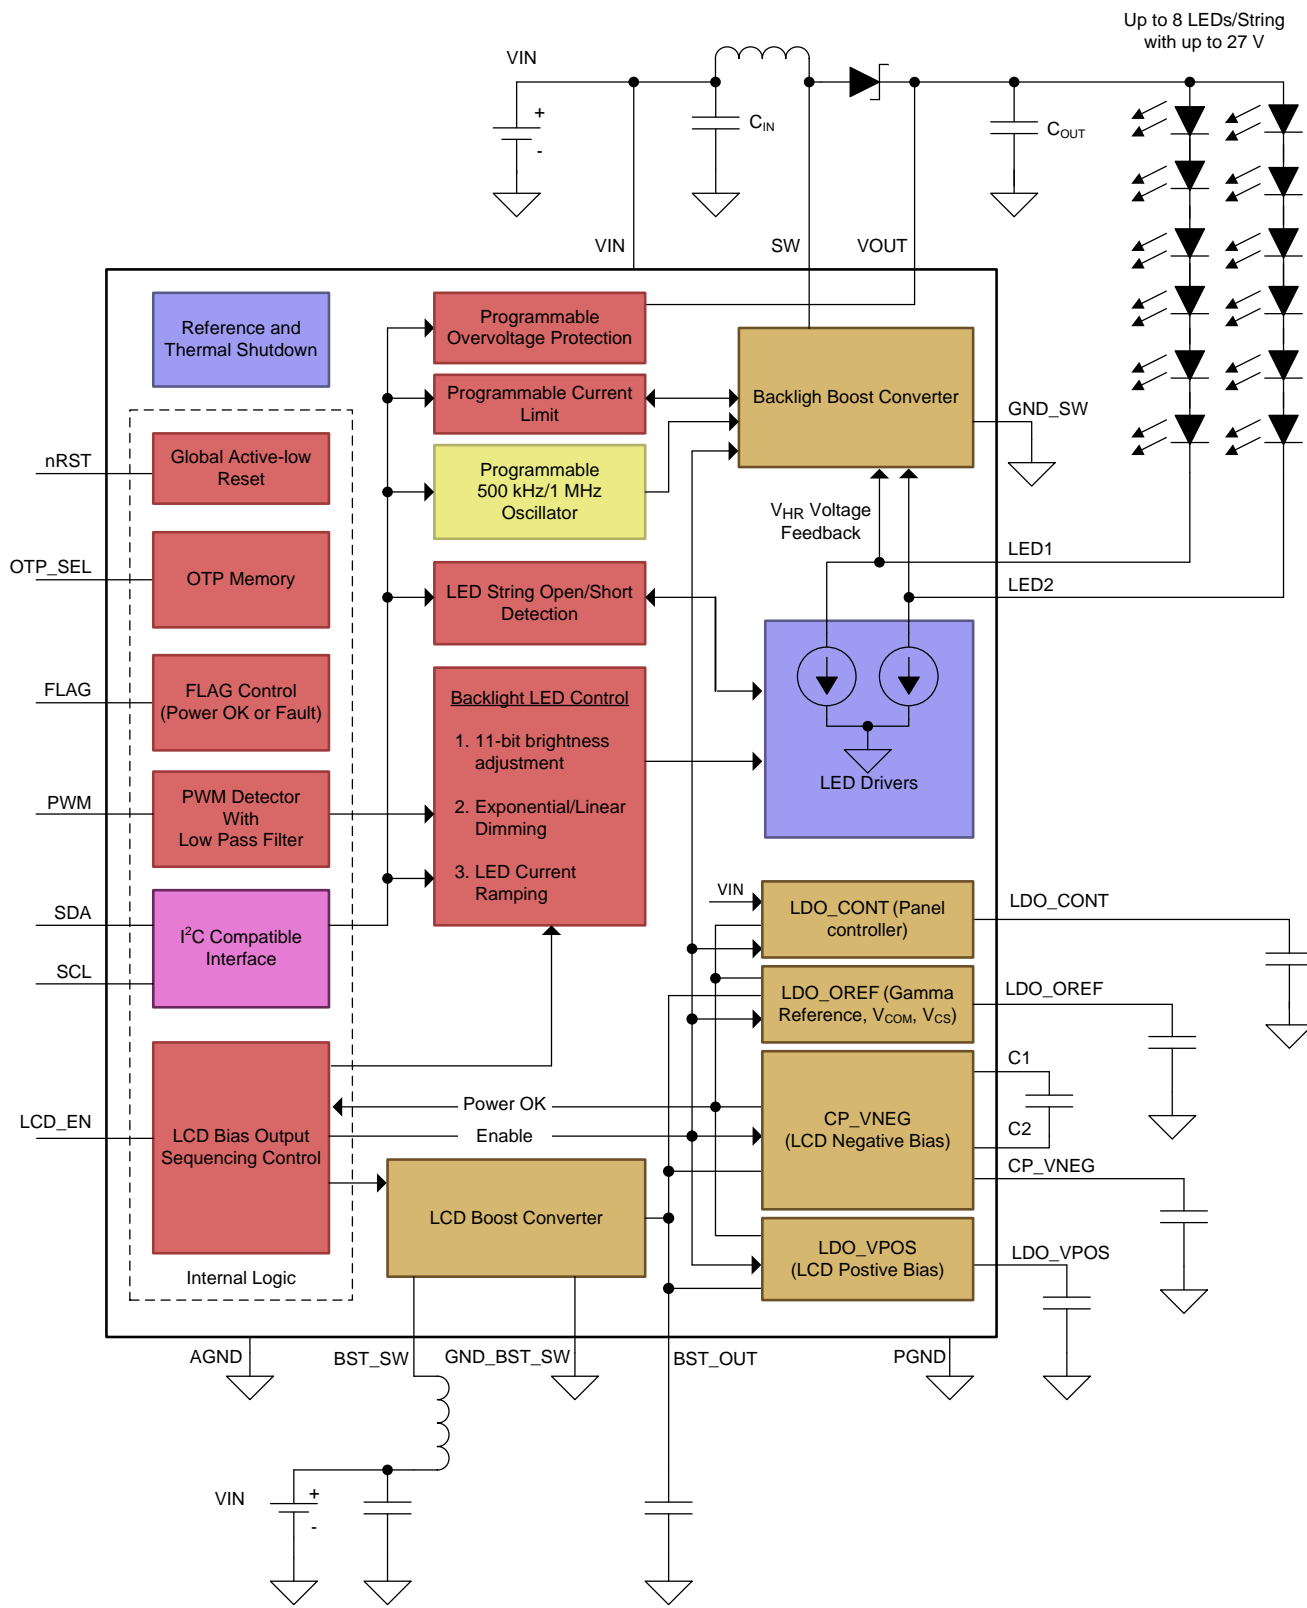 Up to 8 LEDs/String
with up to 27 V
VIN
+
-
CIN
COUT
VIN
SW
VOUT
Reference and
Thermal Shutdown
Programmable
Overvoltage Protection
Programmable Current
Limit
Backligh Boost Converter
GND_SW
nRST
Global Active-low
Reset
Programmable
500 kHz/1 MHz
Oscillator
VHR Voltage
Feedback
LED1
OTP_SEL
OTP Memory
LED String Open/Short
Detection
LED2
FLAG
FLAG Control
(Power OK or Fault)
Backlight LED Control
1. 11-bit brightness
adjustment
2. Exponential/Linear
Dimming
3. LED Current
Ramping
LED Drivers
PWM
PWM Detector
With
Low Pass Filter
SDA
SCL
I2C Compatible
Interface
VIN
LDO_CONT (Panel
controller)
LDO_CONT
LDO_OREF (Gamma
Reference, VCOM, VCS)
LDO_OREF
C1
C2
CP_VNEG
(LCD Negative Bias)
CP_VNEG
LCD_EN
LCD Bias Output
Sequencing Control
Power OK
Enable
LCD Boost Converter
LDO_VPOS
(LCD Postive Bias)
LDO_VPOS
Internal Logic
AGND
BST_SW
GND_BST_SW
BST_OUT
PGND
VIN
+
-